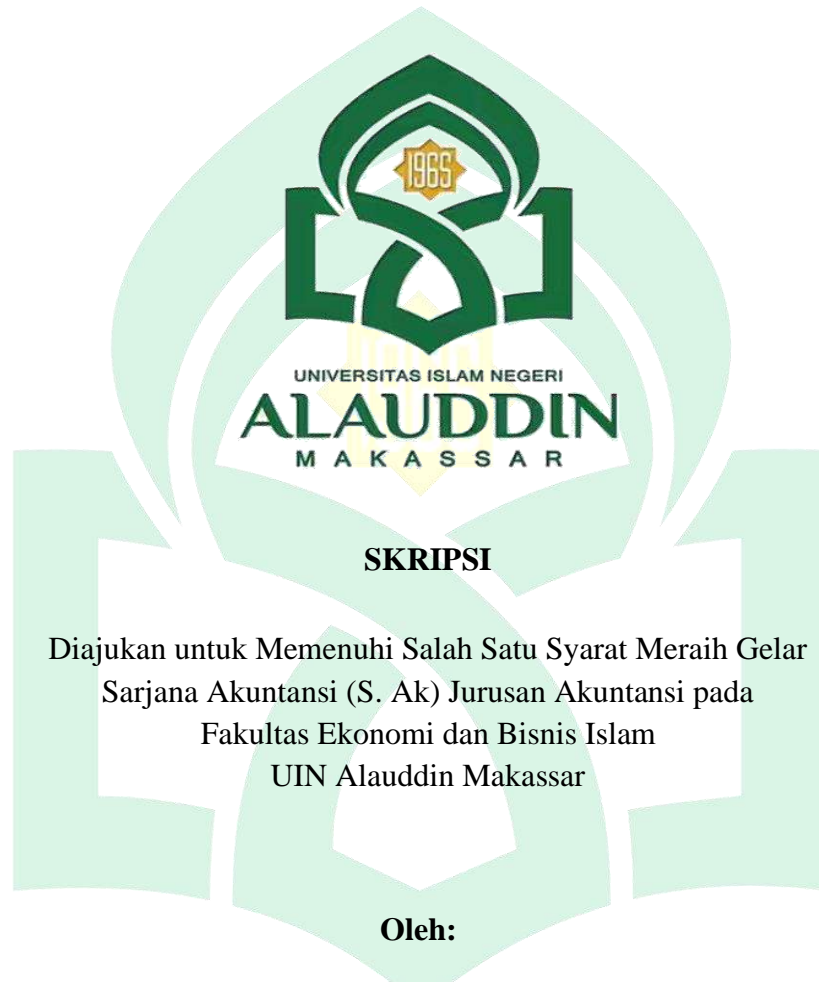 1965
UNIVERSITAS ISLAM NEGERI
ALAUDDIN
MAKASSAR
SKRIPSI
Diajukan untuk Memenuhi Salah Satu Syarat Meraih Gelar
Sarjana Akuntansi (S. Ak) Jurusan Akuntansi pada
Fakultas Ekonomi dan Bisnis Islam
UIN Alauddin Makassar
Oleh: